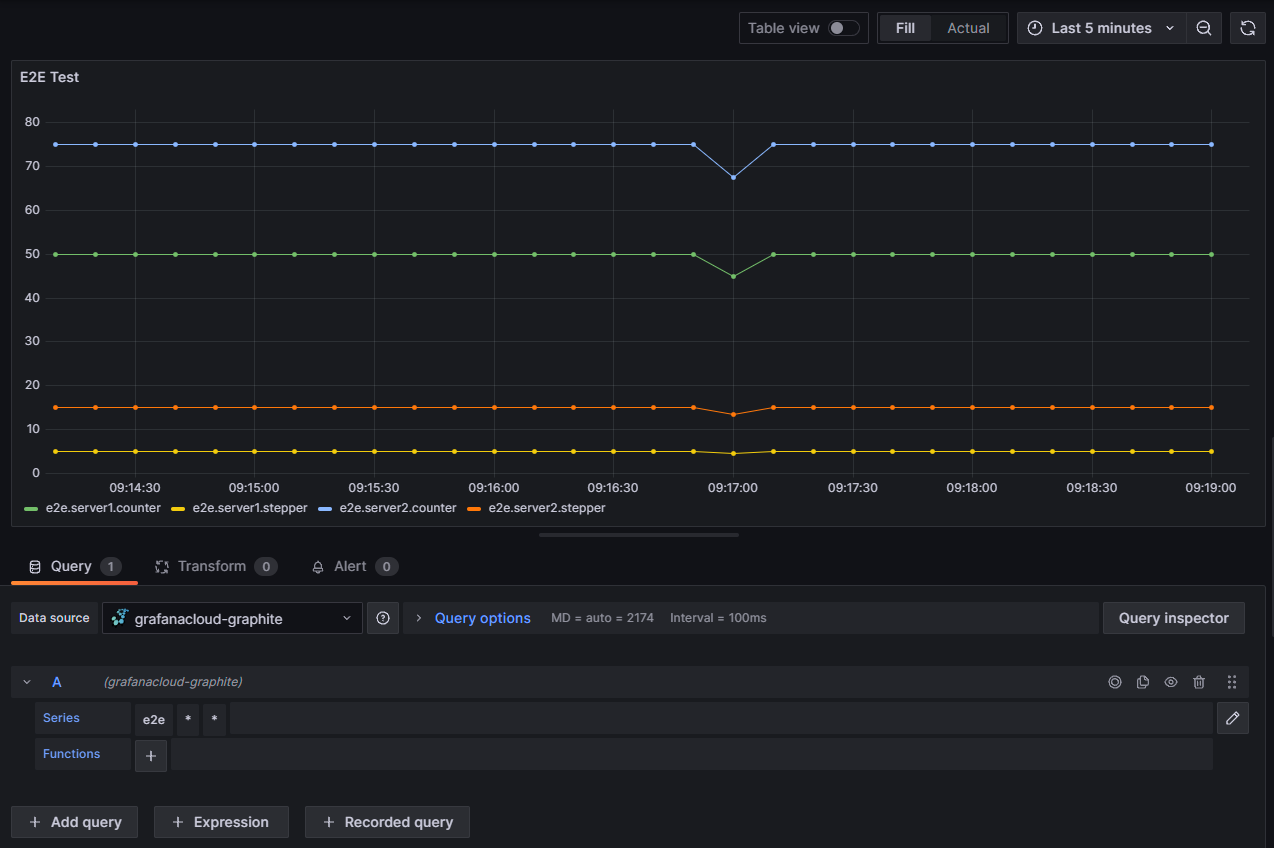 Table view Fill Actual Last 5 minutes
E2E Test
80
70
60
50
40
30
20
10
0
09:14:30 09:15:00 09:15:30 09:16:00 09:16:30 09:17:00 09:17:30 09:18:00 09:18:30 09:19:00
e2e.server1.counter e2e.server1.stepper e2e.server2.counter e2e.server2.stepper
Query 1 Transform 0 Alert 0
Data source grafanacloud-graphite Query options MD = auto = 2174 Interval = 100ms Query inspector
A (grafanacloud-graphite)
Series e2e * *
Functions +
+ Add query + Expression + Recorded query